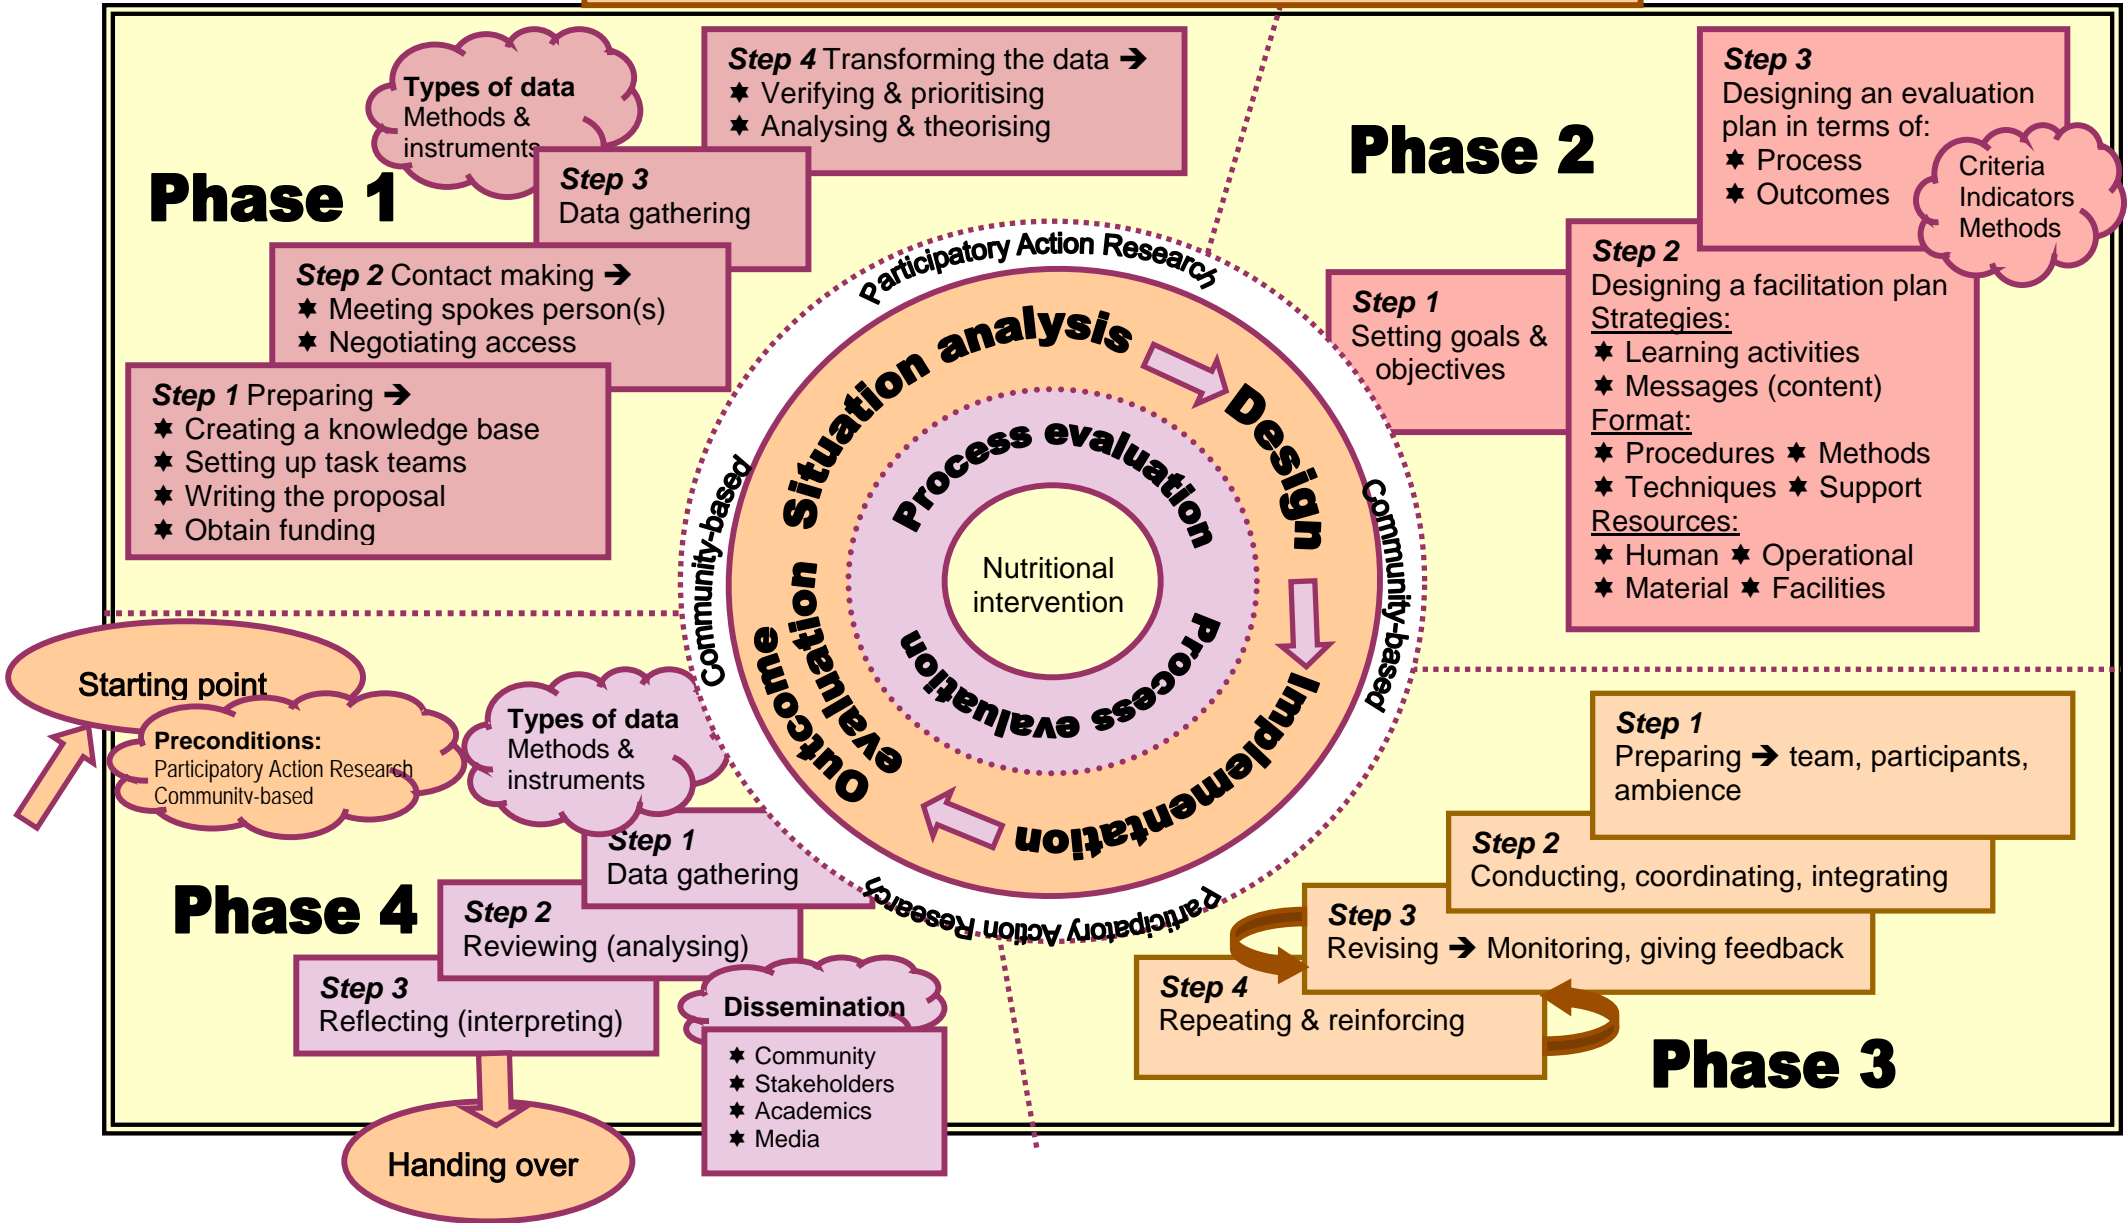 Phase 1
Types of data
Methods &
instruments
Step 4 Transforming the data ➔
✶ Verifying & prioritising
✶ Analysing & theorising
Step 3
Data gathering
Step 2 Contact making ➔
✶ Meeting spokes person(s)
✶ Negotiating access
Step 1 Preparing ➔
✶ Creating a knowledge base
✶ Setting up task teams
✶ Writing the proposal
✶ Obtain funding
Phase 2
Step 3
Designing an evaluation
plan in terms of:
✶ Process
✶ Outcomes
Criteria
Indicators
Methods
Step 2
Designing a facilitation plan
Strategies:
✶ Learning activities
✶ Messages (content)
Format:
✶ Procedures ✶ Methods
✶ Techniques ✶ Support
Resources:
✶ Human ✶ Operational
✶ Material ✶ Facilities
Step 1
Setting goals &
objectives
Participatory Action Research
Community-based
Community-based
Participatory Action Research
Situation analysis
Design
Implementation
Outcome
evaluation
Process evaluation
Process evaluation
Nutritional
intervention
Starting point
Preconditions:
Participatory Action Research
Community-based
Types of data
Methods &
instruments
Step 1
Data gathering
Phase 4
Step 2
Reviewing (analysing)
Step 3
Reflecting (interpreting)
Dissemination
✶ Community
✶ Stakeholders
✶ Academics
✶ Media
Handing over
Step 1
Preparing ➔ team, participants,
ambience
Step 2
Conducting, coordinating, integrating
Step 3
Revising ➔ Monitoring, giving feedback
Step 4
Repeating & reinforcing
Phase 3